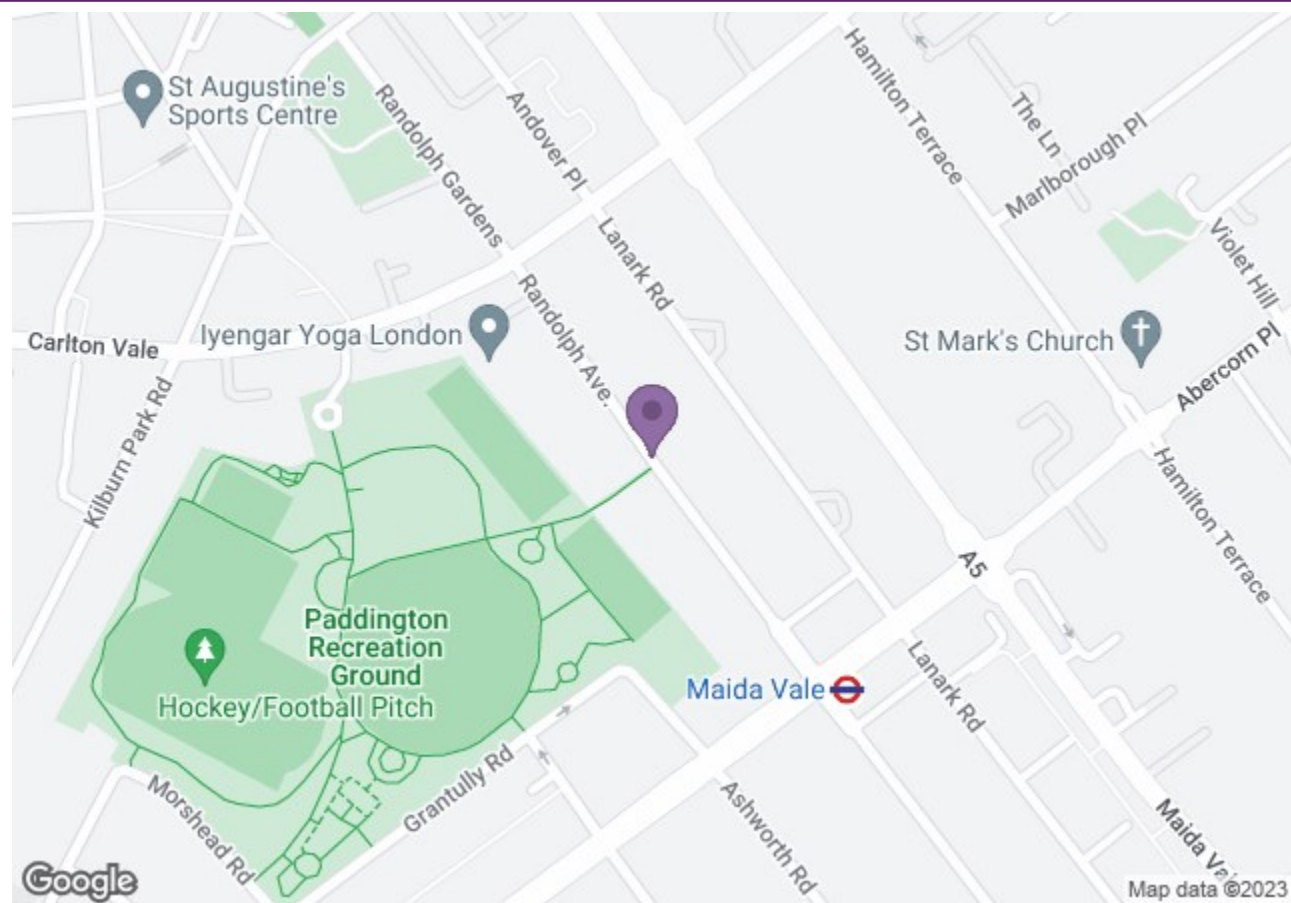 St Augustine's
Sports Centre
Randolph Gardens
Andover Pl
Hamilton Terrace
The Ln
Marlborough Pl
Violet Hill
Lanark Rd
Randolph Ave.
Iyengar Yoga London
Carlton Vale
Kilburn Park Rd
St Mark's Church
Abercorn Pl
Hamilton Terrace
A5
Paddington
Recreation
Ground
Hockey/Football Pitch
Maida Vale
Lanark Rd
Grantully Rd
Morshead Rd
Ashworth Rd
Maida Vale
Google
Map data ©2023